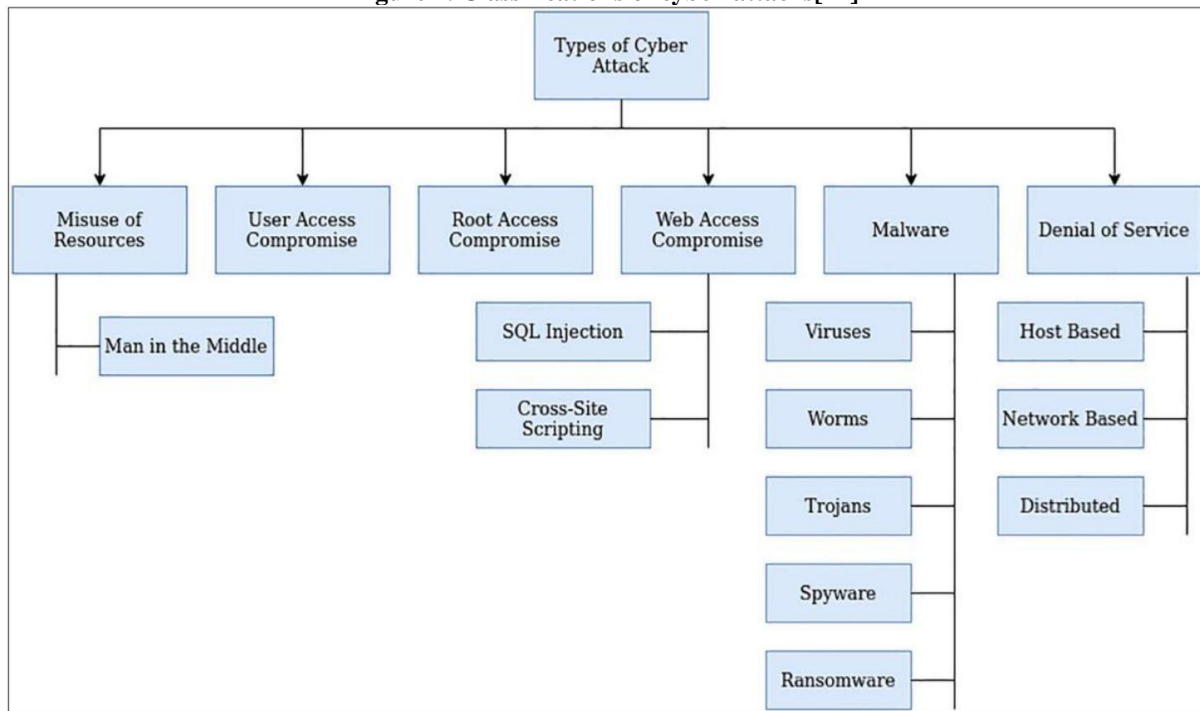 Types of Cyber
Attack
Misuse of
Resources
User Access
Compromise
Root Access
Compromise
Web Access
Compromise
Malware
Denial of Service
Man in the Middle
SQL Injection
Cross-Site
Scripting
Viruses
Worms
Trojans
Spyware
Ransomware
Host Based
Network Based
Distributed